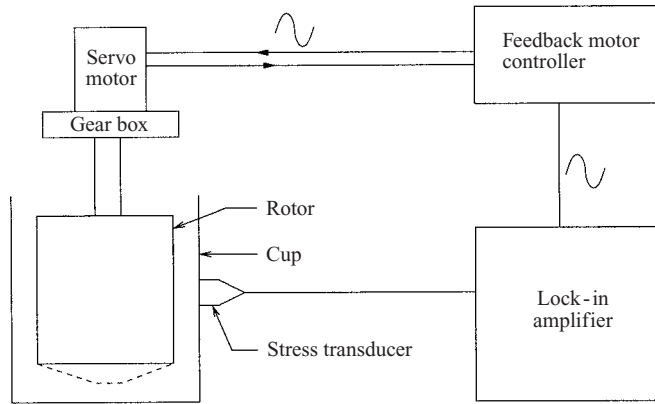 Servo
motor
Feedback motor
controller
Gear box
Rotor
Cup
Stress transducer
Lock-in
amplifier